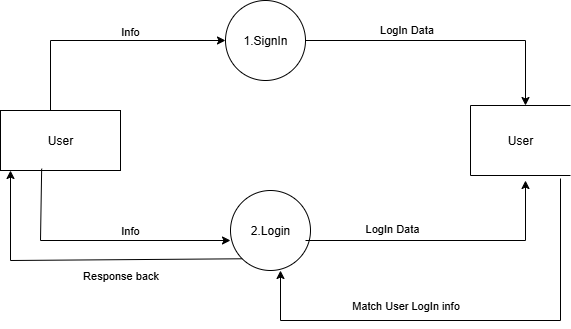 Info
1.SignIn
LogIn Data
User
User
Info
2.Login
LogIn Data
Response back
Match User LogIn info